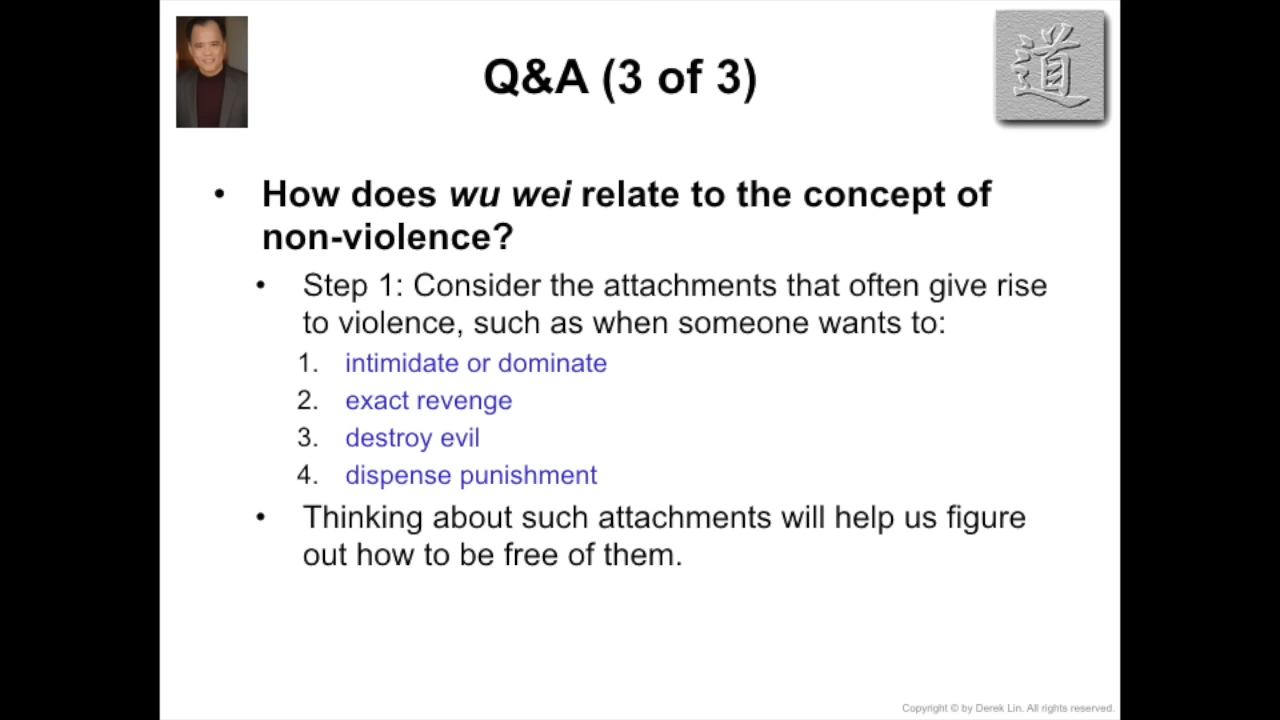 Q&A (3 of 3)
道
• How does wu wei relate to the concept of
non-violence?
• Step 1: Consider the attachments that often give rise
to violence, such as when someone wants to:
1. intimidate or dominate
2. exact revenge
3. destroy evil
4. dispense punishment
• Thinking about such attachments will help us figure
out how to be free of them.
Copyright © by Derek Lin. All rights reserved.